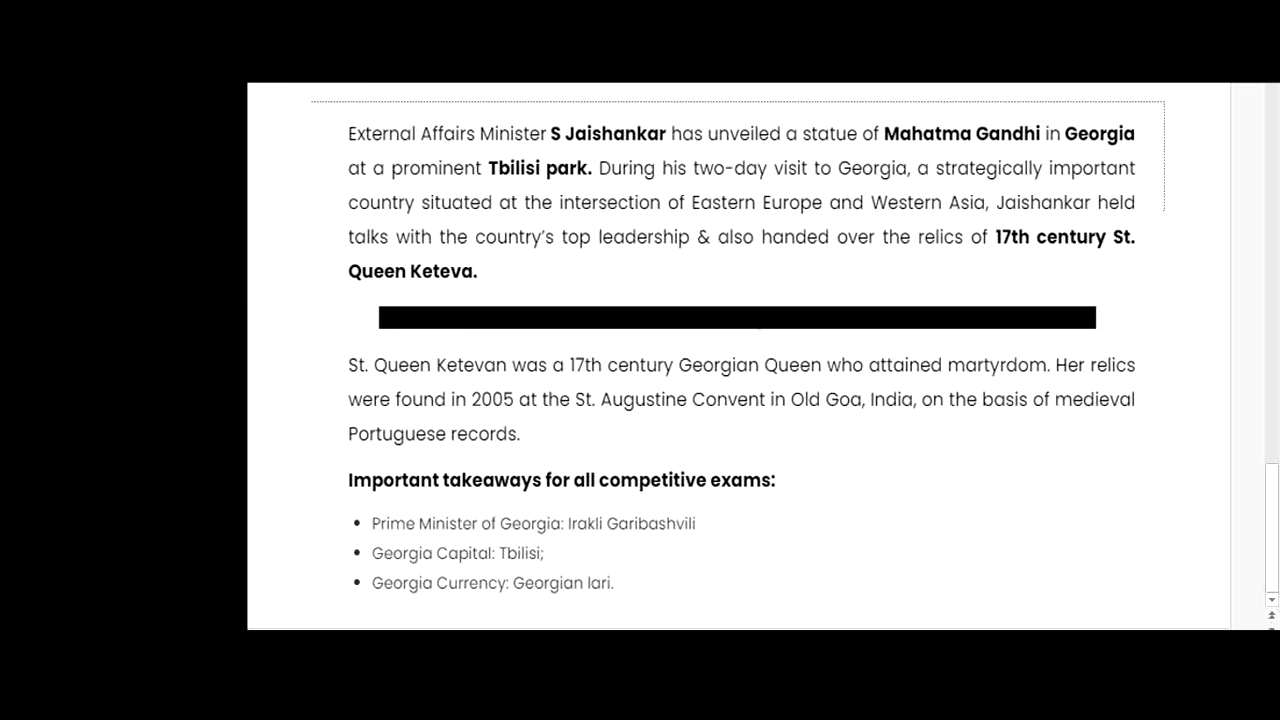 External Affairs Minister S Jaishankar has unveiled a statue of Mahatma Gandhi in Georgia
at a prominent Tbilisi park. During his two-day visit to Georgia, a strategically important
country situated at the intersection of Eastern Europe and Western Asia, Jaishankar held
talks with the country’s top leadership & also handed over the relics of 17th century St.
Queen Keteva.
St. Queen Ketevan was a 17th century Georgian Queen who attained martyrdom. Her relics
were found in 2005 at the St. Augustine Convent in Old Goa, India, on the basis of medieval
Portuguese records.
Important takeaways for all competitive exams:
• Prime Minister of Georgia: Irakli Garibashvili
• Georgia Capital: Tbilisi;
• Georgia Currency: Georgian lari.